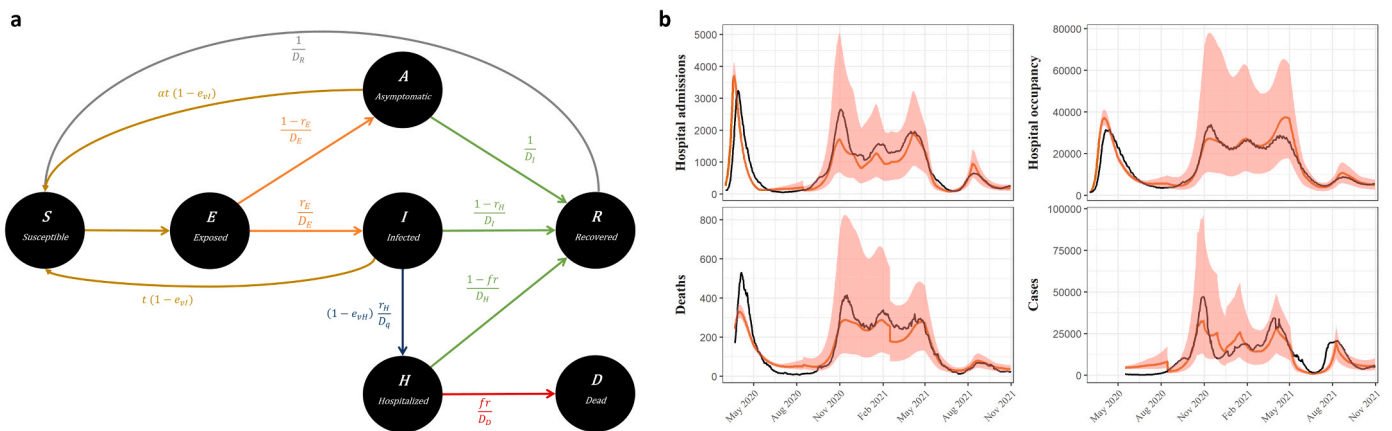 a
1
D_R
A
Asymptomatic
αt (1 − e_vI)
1 − r_E
D_E
1
D_I
S
Susceptible
E
Exposed
r_E
D_E
I
Infected
1 − r_H
D_I
R
Recovered
t (1 − e_vI)
(1 − e_vH) r_H
D_q
1 − fr
D_H
H
Hospitalized
fr
D_D
D
Dead
b
Hospital admissions
5000
4000
3000
2000
1000
0
Hospital occupancy
80000
60000
40000
20000
0
Deaths
800
600
400
200
0
May 2020
Aug 2020
Nov 2020
Feb 2021
May 2021
Aug 2021
Nov 2021
Cases
100000
75000
50000
25000
0
May 2020
Aug 2020
Nov 2020
Feb 2021
May 2021
Aug 2021
Nov 2021